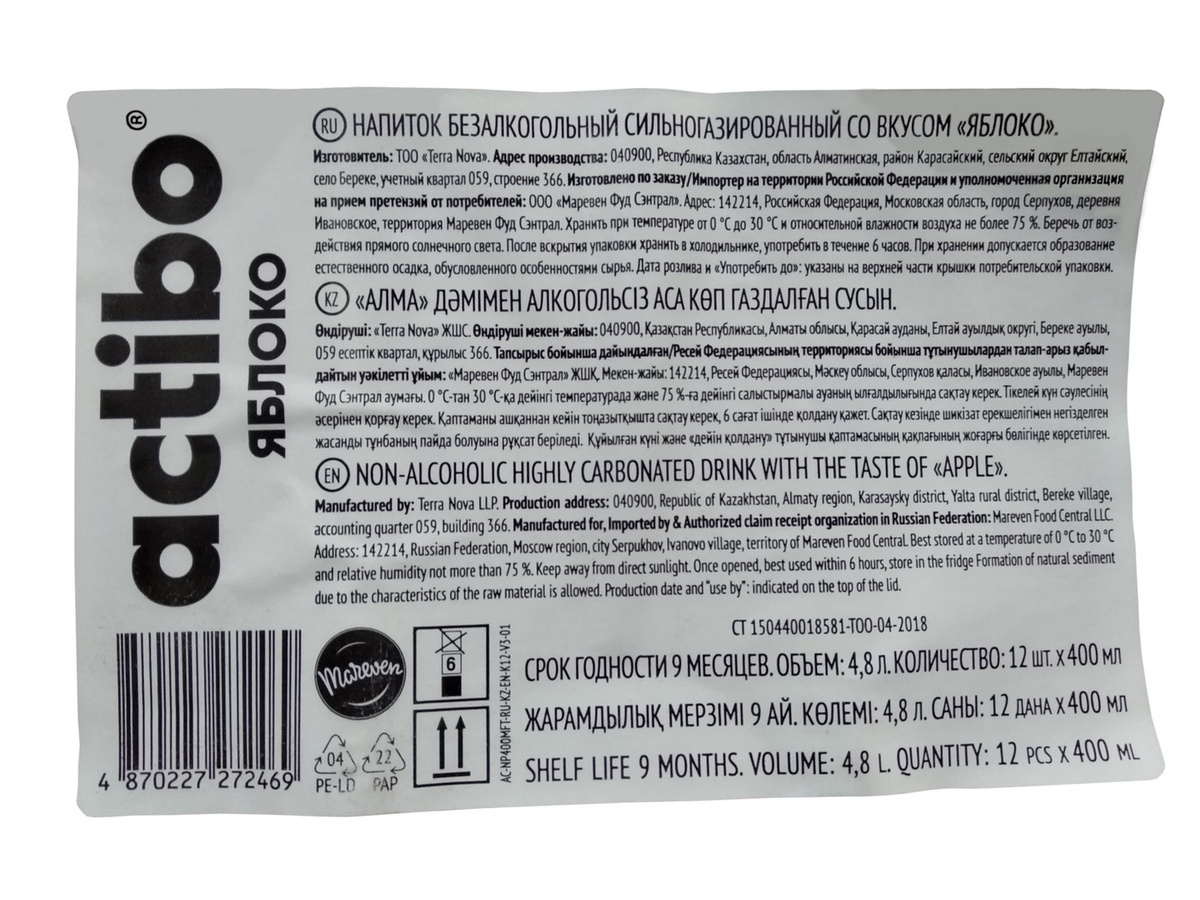 actibo®
ЯБЛОКО
RU НАПИТОК БЕЗАЛКОГОЛЬНЫЙ СИЛЬНОГАЗИРОВАННЫЙ СО ВКУСОМ «ЯБЛОКО».
Изготовитель: ТОО «Terra Nova». Адрес производства: 040900, Республика Казахстан, область Алматинская, район Карасайский, сельский округ Елтайский,
село Береке, учетный квартал 059, строение 366. Изготовлено по заказу/Импортер на территории Российской Федерации и уполномоченная организация
на прием претензий от потребителей: ООО «Маревен Фуд Сэнтрал». Адрес: 142214, Российская Федерация, Московская область, город Серпухов, деревня
Ивановское, территория Маревен Фуд Сэнтрал. Хранить при температуре от 0 °С до 30 °С и относительной влажности воздуха не более 75 %. Беречь от воз-
действия прямого солнечного света. После вскрытия упаковки хранить в холодильнике, употребить в течение 6 часов. При хранении допускается образование
естественного осадка, обусловленного особенностями сырья. Дата розлива и «Употребить до»: указаны на верхней части крышки потребительской упаковки.
KZ «АЛМА» ДӘМІМЕН АЛКОГОЛЬСІЗ АСА КӨП ГАЗДАЛҒАН СУСЫН.
Өндіруші: «Terra Nova» ЖШС. Өндіруші мекен-жайы: 040900, Қазақстан Республикасы, Алматы облысы, Қарасай ауданы, Елтай ауылдық округі, Береке ауылы,
059 есептік квартал, құрылыс 366. Тапсырыс бойынша дайындалған/Ресей Федерациясының территориясы бойынша тұтынушылардан талап-арыз қабыл-
дайтын уәкілетті ұйым: «Маревен Фуд Сэнтрал» ЖШҚ. Мекен-жайы: 142214, Ресей Федерациясы, Мәскеу облысы, Серпухов қаласы, Ивановское ауылы, Маревен
Фуд Сэнтрал аумағы. 0 °С-тан 30 °С-қа дейінгі температурада және 75 %-ға дейінгі салыстырмалы ауаның ылғалдылығында сақтау керек. Тікелей күн сәулесінің
әсерінен қорғау керек. Қаптаманы ашқаннан кейін тоңазытқышта сақтау керек, 6 сағат ішінде қолдану қажет. Сақтау кезінде шикізат ерекшелігімен негізделген
жасанды тұнбаның пайда болуына рұқсат беріледі. Құйылған күні және «дейін қолдану» тұтынушы қаптамасының қақпағының жоғарғы бөлігінде көрсетілген.
EN NON-ALCOHOLIC HIGHLY CARBONATED DRINK WITH THE TASTE OF «APPLE».
Manufactured by: Terra Nova LLP. Production address: 040900, Republic of Kazakhstan, Almaty region, Karasaysky district, Yalta rural district, Bereke village,
accounting quarter 059, building 366. Manufactured for, Imported by & Authorized claim receipt organization in Russian Federation: Mareven Food Central LLC.
Address: 142214, Russian Federation, Moscow region, city Serpukhov, Ivanovo village, territory of Mareven Food Central. Best stored at a temperature of 0 °C to 30 °C
and relative humidity not more than 75 %. Keep away from direct sunlight. Once opened, best used within 6 hours, store in the fridge Formation of natural sediment
due to the characteristics of the raw material is allowed. Production date and "use by": indicated on the top of the lid.
СТ 150440018581-ТОО-04-2018
СРОК ГОДНОСТИ 9 МЕСЯЦЕВ. ОБЪЕМ: 4,8 л. КОЛИЧЕСТВО: 12 шт. x 400 мл
ЖАРАМДЫЛЫҚ МЕРЗІМІ 9 АЙ. КӨЛЕМІ: 4,8 л. САНЫ: 12 ДАНА x 400 мл
SHELF LIFE 9 MONTHS. VOLUME: 4,8 L. QUANTITY: 12 PCS x 400 ML
Mareven
6
AC-NP400MFT-RU-KZ-EN-K12-V3-01
04
PE-LD
22
PAP
4 870227 272469